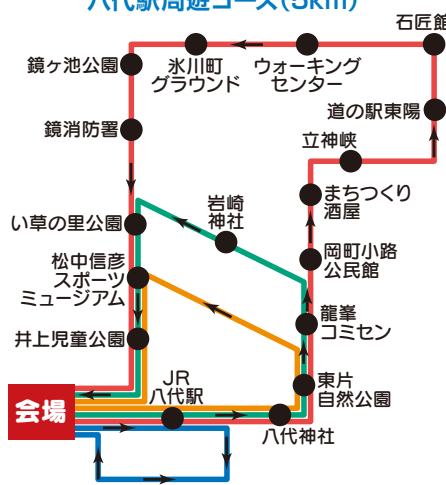 八代駅周遊コース(5km)
石匠館
氷川町
グラウンド
ウォーキング
センター
鏡ヶ池公園
道の駅東陽
鏡消防署
立神峡
まちつくり
酒屋
岩崎
神社
い草の里公園
岡町小路
公民館
松中信彦
スポーツ
ミュージアム
龍峯
コミセン
井上児童公園
JR
八代駅
東片
自然公園
会場
八代神社